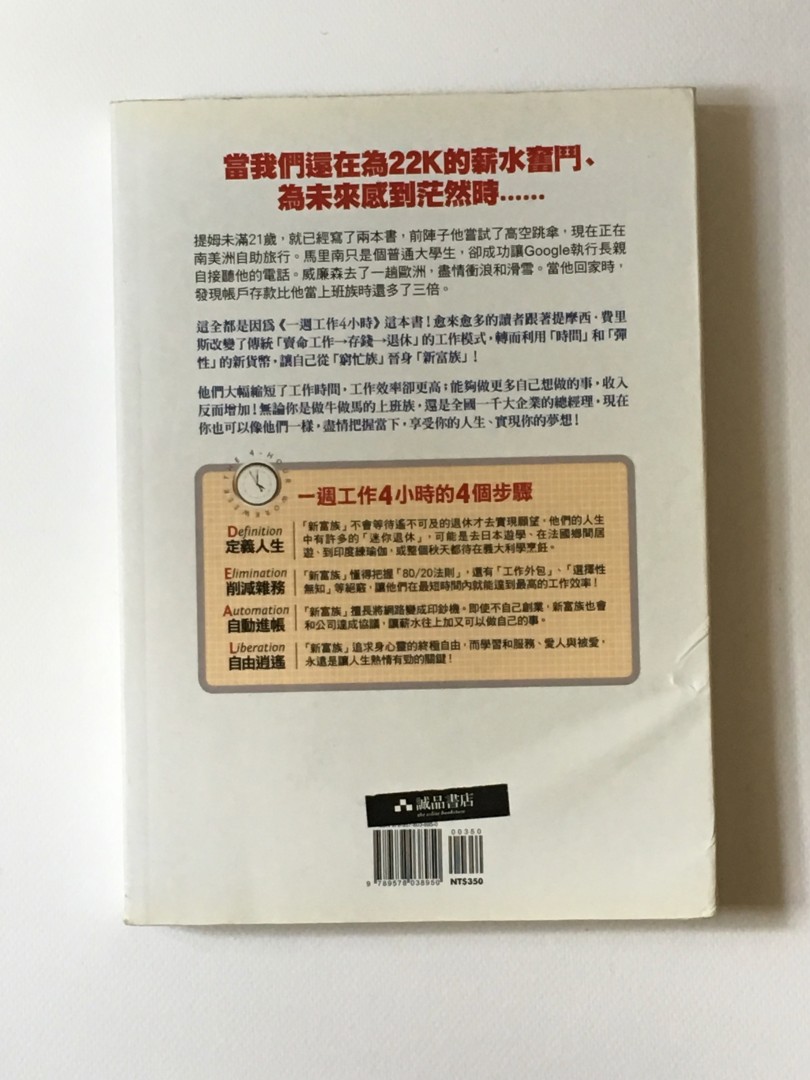 當我們還在為22K的薪水奮鬥、
為未來感到茫然時……
提姆未滿21歲，就已經寫了兩本書，前陣子他嘗試了高空跳傘，現在正在
南美洲自助旅行。馬里南只是個普通大學生，卻成功讓Google執行長親
自接聽他的電話。威廉森去了一趟歐洲，盡情衝浪和滑雪。當他回家時，
發現帳戶存款比他當上班族時還多了三倍。
這全都是因為《一週工作4小時》這本書！愈來愈多的讀者跟著提摩西‧費里
斯改變了傳統「賣命工作→存錢→退休」的工作模式，轉而利用「時間」和「彈
性」的新貨幣，讓自己從「窮忙族」晉身「新富族」！
他們大幅縮短了工作時間，工作效率卻更高；能夠做更多自己想做的事，收入
反而增加！無論你是做牛做馬的上班族，還是全國一千大企業的總經理，現在
你也可以像他們一樣，盡情把握當下，享受你的人生、實現你的夢想！
一週工作4小時的4個步驟
Definition
定義人生
「新富族」不會等待遙不可及的退休才去實現願望，他們的人生
中有許多的「迷你退休」，可能是去日本遊學、在法國鄉間居
遊、到印度練瑜伽，或整個秋天都待在義大利學烹飪。
Elimination
削減雜務
「新富族」懂得把握「80/20法則」，還有「工作外包」、「選擇性
無知」等絕竅，讓他們在最短時間內就能達到最高的工作效率！
Automation
自動進帳
「新富族」擅長將網路變成印鈔機。即使不自己創業，新富族也會
和公司達成協議，讓薪水往上加又可以做自己的事。
Liberation
自由逍遙
「新富族」追求身心靈的終極自由，而學習和服務、愛人與被愛，
永遠是讓人生熱情有勁的關鍵！
誠品書店
the eslite bookstore
00350
9 789578 038950
NT$350